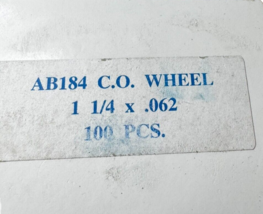 AB184 C.O. WHEEL
1 1/4 x .062
100 PCS.